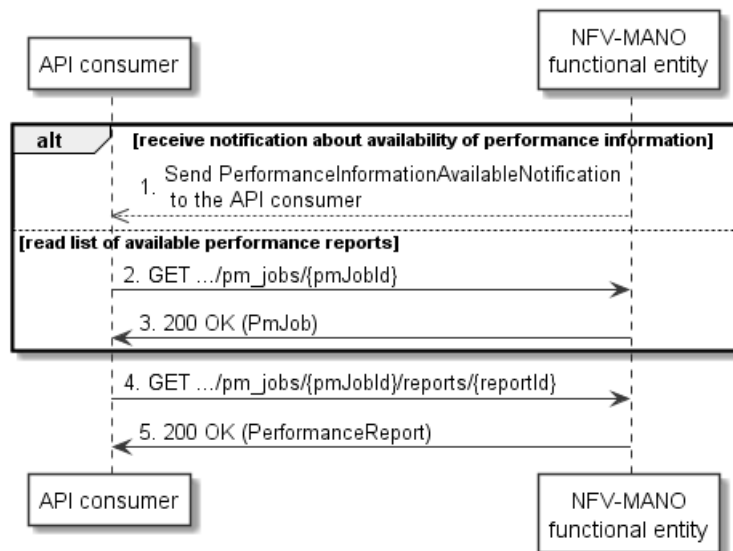 API consumer
NFV-MANO
functional entity
alt
[receive notification about availability of performance information]
1. Send PerformanceInformationAvailableNotification
to the API consumer
[read list of available performance reports]
2. GET .../pm_jobs/{pmJobId}
3. 200 OK (PmJob)
4. GET .../pm_jobs/{pmJobId}/reports/{reportId}
5. 200 OK (PerformanceReport)
API consumer
NFV-MANO
functional entity